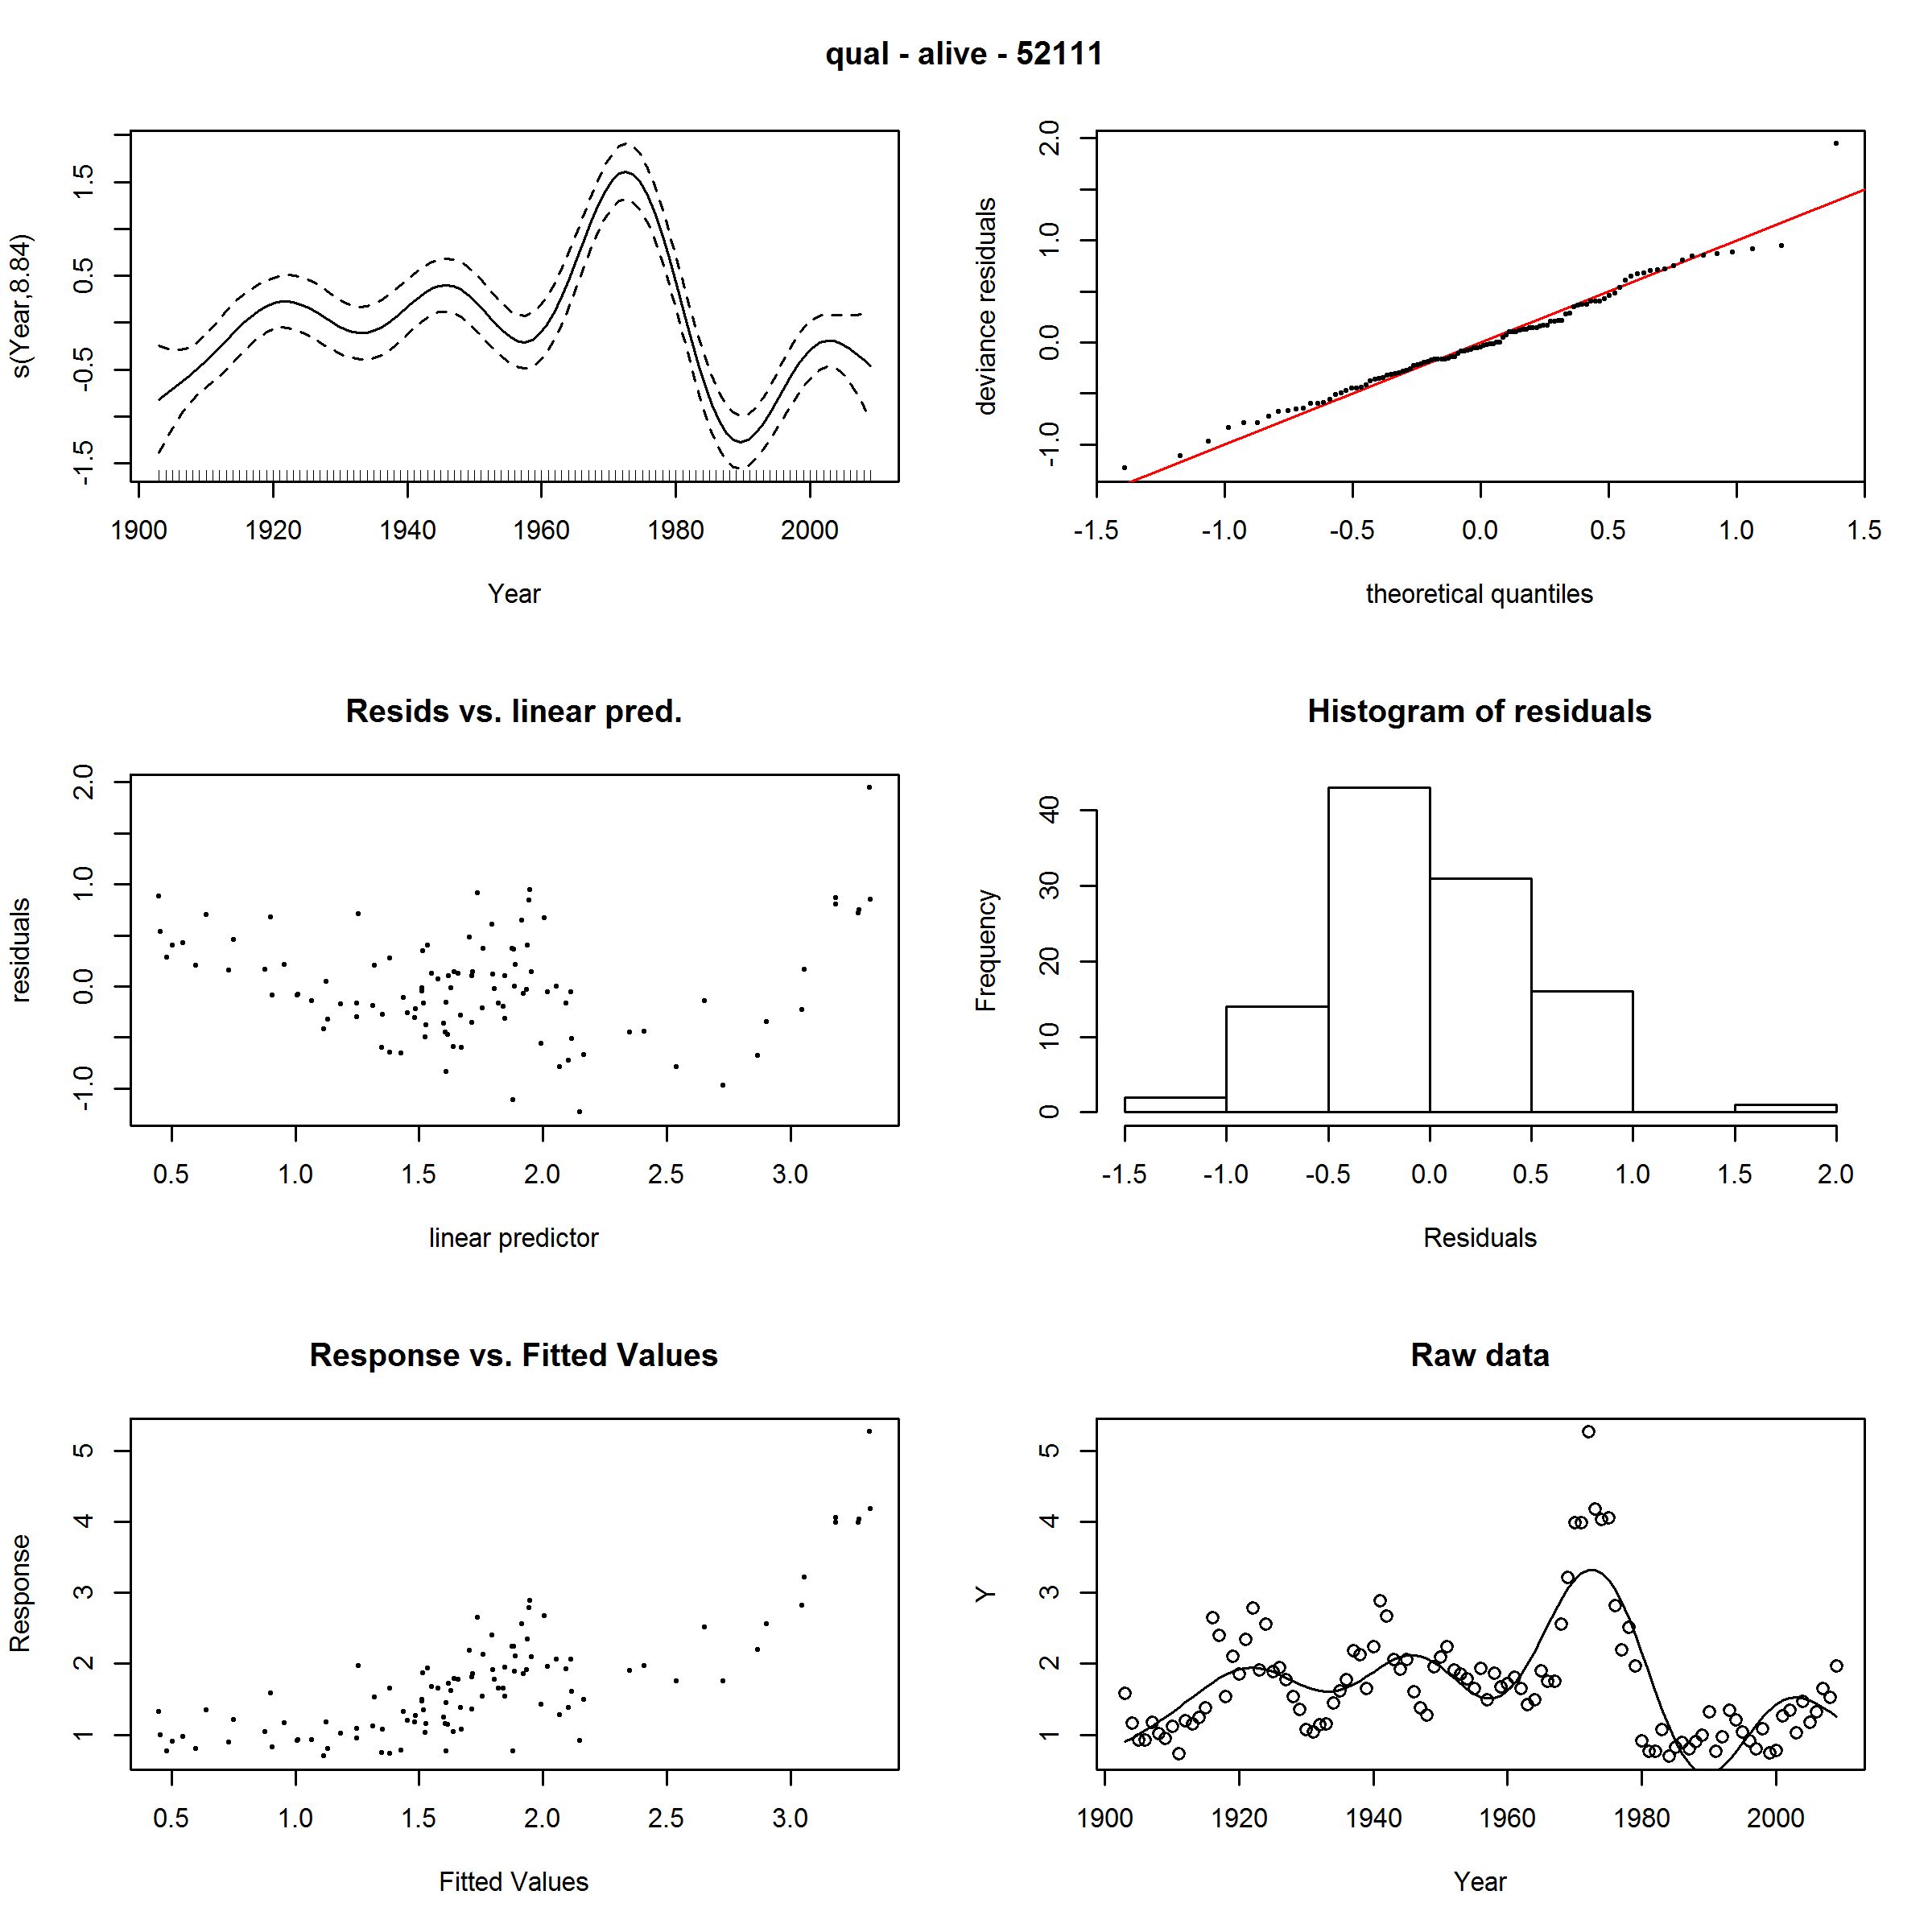 qual - alive - 52111
s(Year,8.84)
-1.5 -0.5 0.5 1.5
1900 1920 1940 1960 1980 2000
Year
deviance residuals
-1.0 0.0 1.0 2.0
-1.5 -1.0 -0.5 0.0 0.5 1.0 1.5
theoretical quantiles
Resids vs. linear pred.
residuals
-1.0 0.0 1.0 2.0
0.5 1.0 1.5 2.0 2.5 3.0
linear predictor
Histogram of residuals
Frequency
0 10 20 30 40
-1.5 -1.0 -0.5 0.0 0.5 1.0 1.5 2.0
Residuals
Response vs. Fitted Values
Response
1 2 3 4 5
0.5 1.0 1.5 2.0 2.5 3.0
Fitted Values
Raw data
Y
1 2 3 4 5
1900 1920 1940 1960 1980 2000
Year